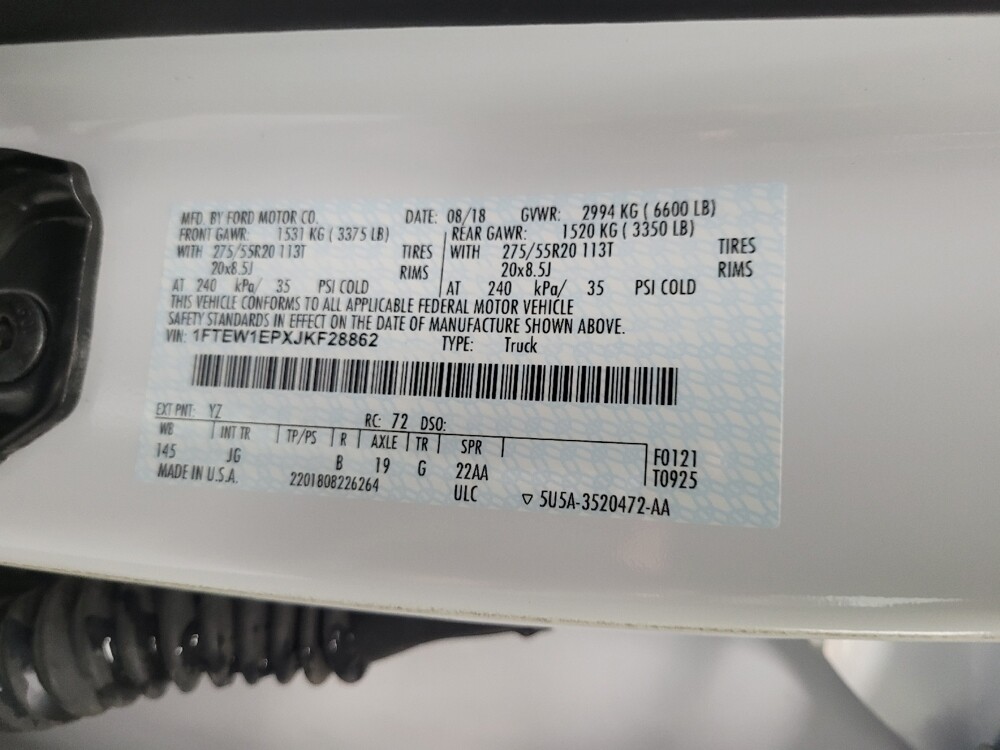 MFD. BY FORD MOTOR CO. DATE: 08/18 GVWR: 2994 KG ( 6600 LB)
FRONT GAWR: 1531 KG ( 3375 LB) REAR GAWR: 1520 KG ( 3350 LB)
WITH 275/55R20 113T TIRES WITH 275/55R20 113T TIRES
20x8.5J RIMS 20x8.5J RIMS
AT 240 kPa/ 35 PSI COLD AT 240 kPa/ 35 PSI COLD
THIS VEHICLE CONFORMS TO ALL APPLICABLE FEDERAL MOTOR VEHICLE
SAFETY STANDARDS IN EFFECT ON THE DATE OF MANUFACTURE SHOWN ABOVE.
VIN: 1FTEW1EPXJKF28862 TYPE: Truck
EXT PNT: YZ RC: 72 DSO:
WB INT TR TP/PS R AXLE TR SPR F0121
145 JG B 19 G 22AA T0925
MADE IN U.S.A. 2201808226264 ULC ▽ 5U5A-3520472-AA